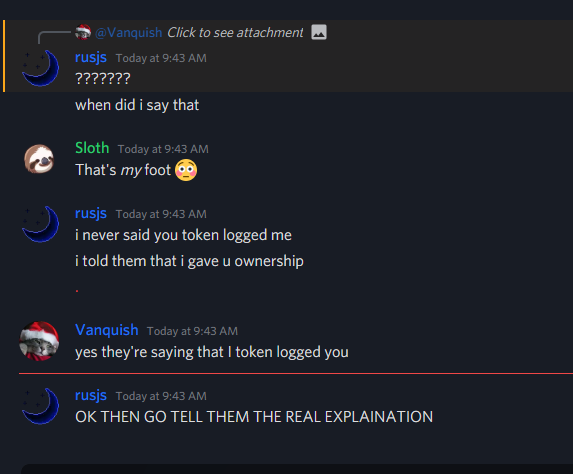 @Vanquish Click to see attachment
rusjs Today at 9:43 AM
???????
when did i say that
Sloth Today at 9:43 AM
That's my foot 😳
rusjs Today at 9:43 AM
i never said you token logged me
i told them that i gave u ownership
.
Vanquish Today at 9:43 AM
yes they're saying that I token logged you
rusjs Today at 9:43 AM
OK THEN GO TELL THEM THE REAL EXPLAINATION